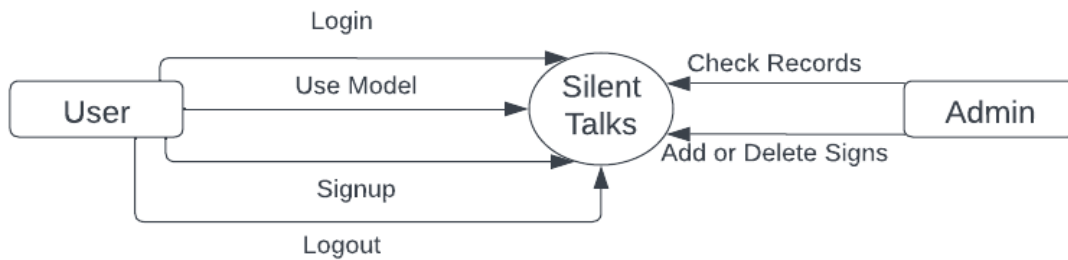 Login
Use Model
User
Signup
Logout
Silent
Talks
Check Records
Add or Delete Signs
Admin